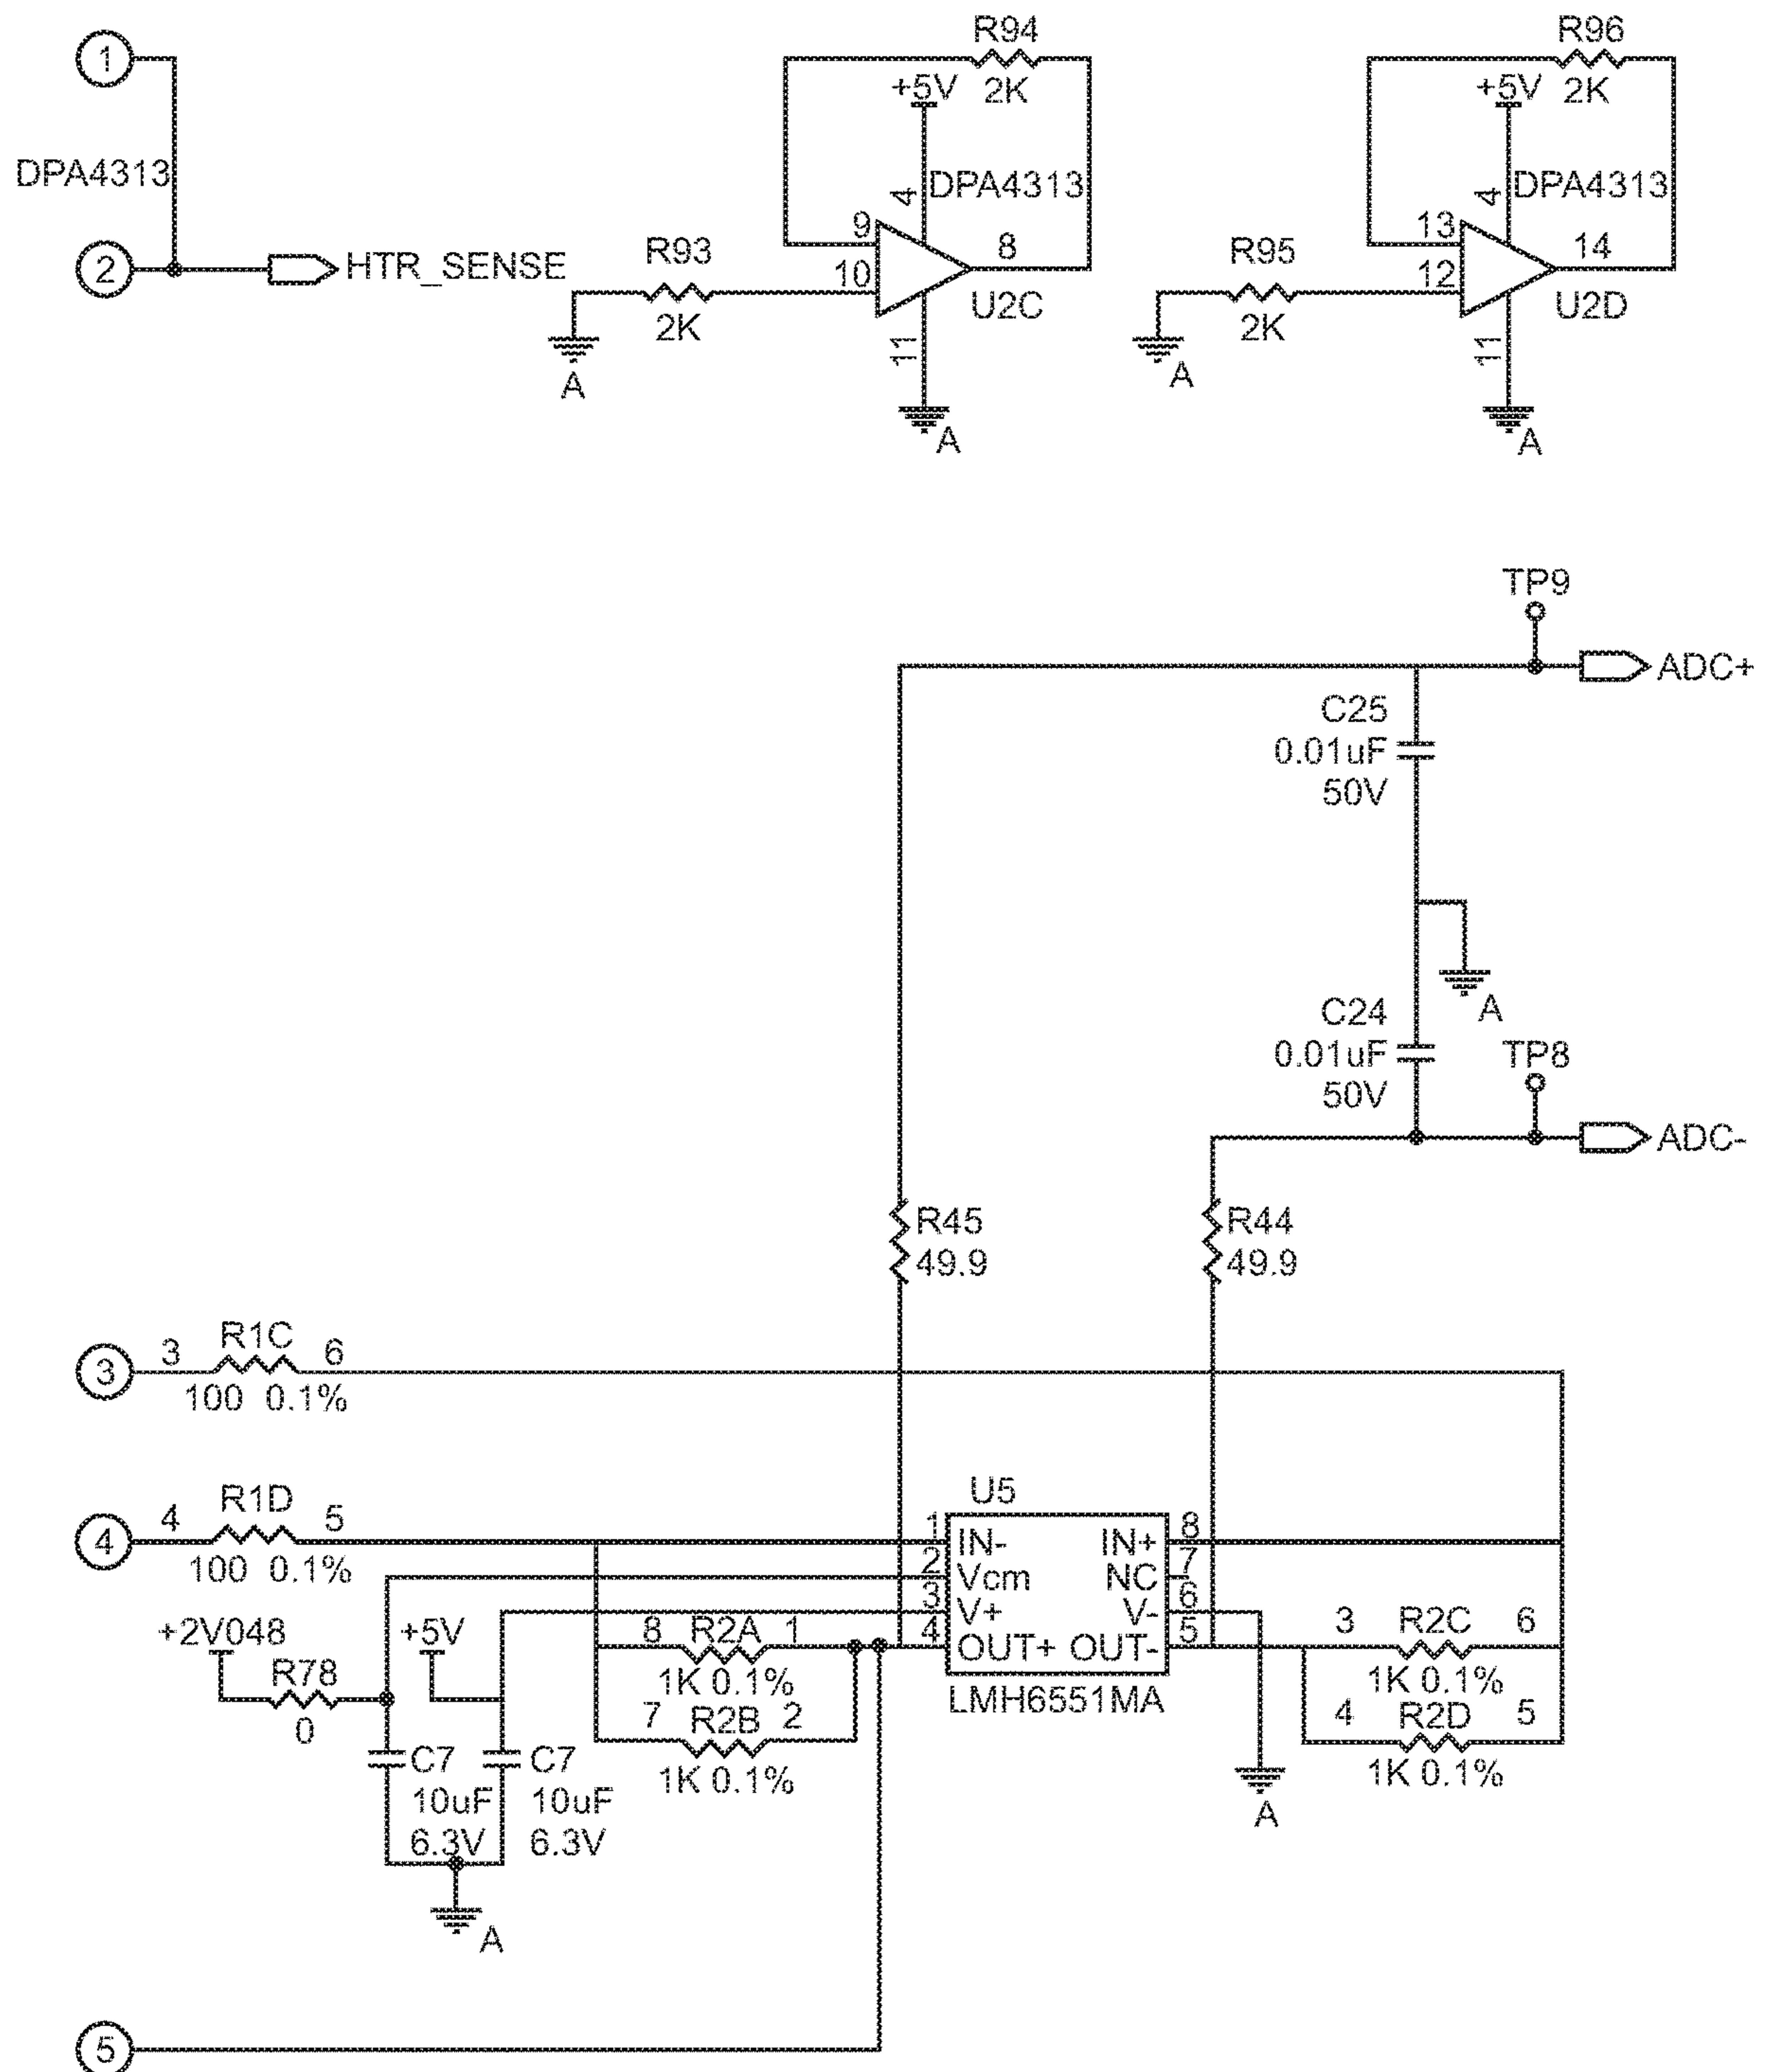 1
DPA4313
2
HTR_SENSE
R94
2K
+5V
4
DPA4313
9
10
8
U2C
11
A
R93
2K
A
R96
2K
+5V
4
DPA4313
13
12
14
U2D
11
A
R95
2K
A
TP9
ADC+
C25
0.01uF
50V
A
C24
0.01uF
50V
TP8
ADC-
R45
49.9
R44
49.9
3
3
R1C
6
100 0.1%
4
4
R1D
5
100 0.1%
U5
1
IN-
IN+
8
2
Vcm
NC
7
3
V+
V-
6
4
OUT+
OUT-
5
LMH6551MA
+2V048
R78
0
+5V
8
R2A
1
1K 0.1%
7
R2B
2
1K 0.1%
3
R2C
6
1K 0.1%
4
R2D
5
1K 0.1%
C7
10uF
6.3V
C7
10uF
6.3V
A
A
5